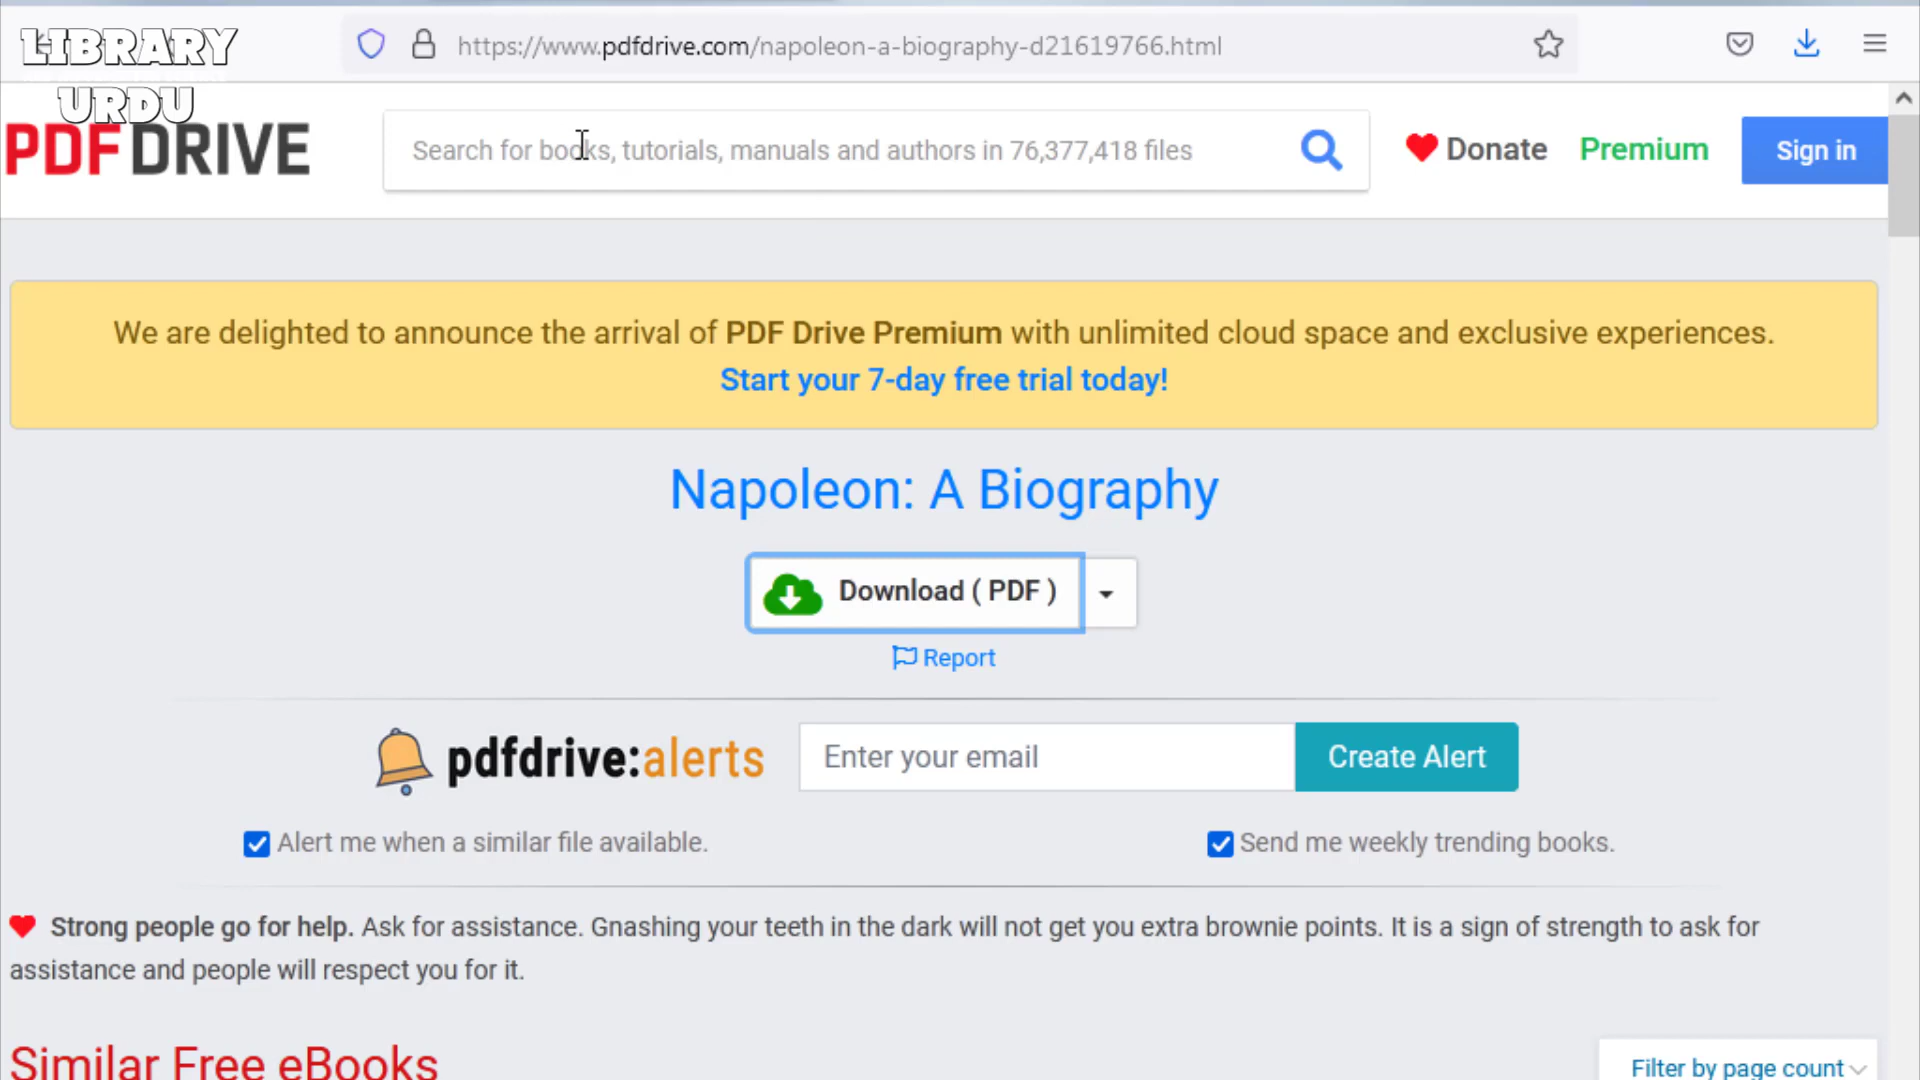 LIBRARY
URDU
https://www.pdfdrive.com/napoleon-a-biography-d21619766.html
PDFDRIVE
Search for books, tutorials, manuals and authors in 76,377,418 files
Donate
Premium
Sign in
We are delighted to announce the arrival of PDF Drive Premium with unlimited cloud space and exclusive experiences.
Start your 7-day free trial today!
Napoleon: A Biography
Download ( PDF )
Report
pdfdrive:alerts
Enter your email
Create Alert
Alert me when a similar file available.
Send me weekly trending books.
Strong people go for help. Ask for assistance. Gnashing your teeth in the dark will not get you extra brownie points. It is a sign of strength to ask for
assistance and people will respect you for it.
Similar Free eBooks
Filter by page count